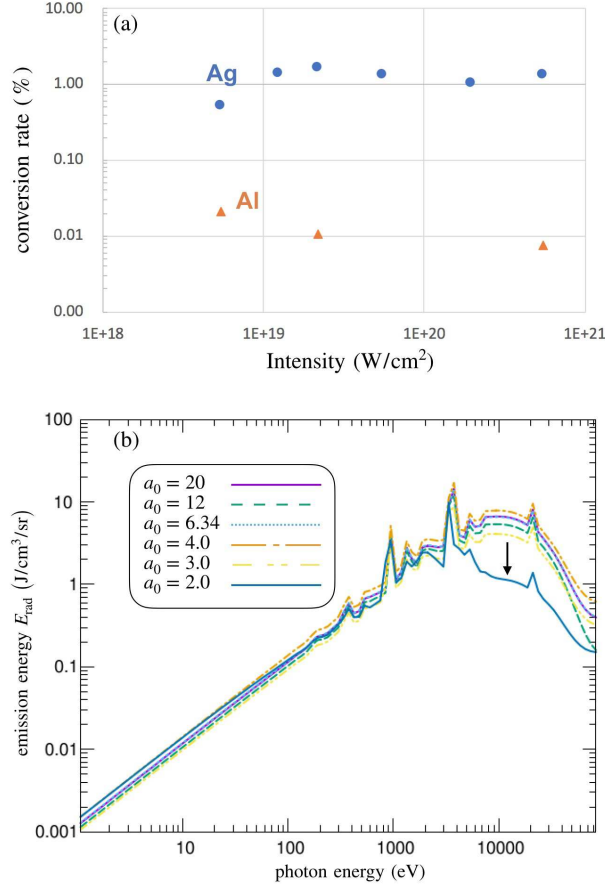 10.00
(a)
Ag
1.00
conversion rate (%)
0.10
Al
0.01
0.00
1E+18 1E+19 1E+20 1E+21
Intensity (W/cm²)
100
(b)
a₀ = 20
a₀ = 12
a₀ = 6.34
a₀ = 4.0
a₀ = 3.0
a₀ = 2.0
10
1
emission energy E_rad (J/cm³/sr)
0.1
0.01
0.001
10 100 1000 10000
photon energy (eV)